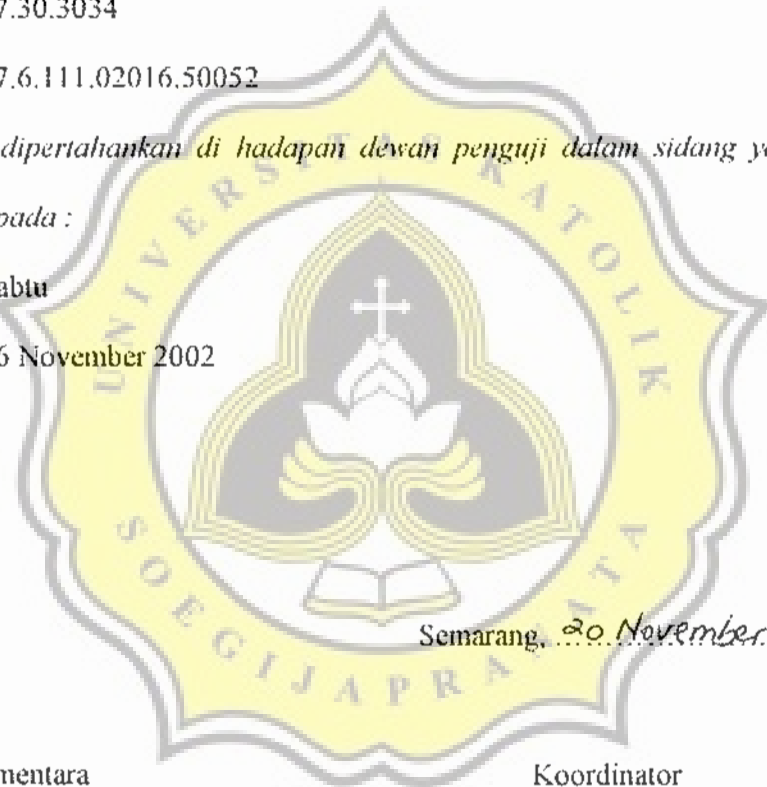 7.30.3034
7.6.111.02016.50052
dipertahankan di hadapan dewan penguji dalam sidang
pada :
abtu
6 November 2002
UNIVERSITAS KATOLIK
SOEGIJAPRANATA
Semarang, 20 November
mentara
Koordinator